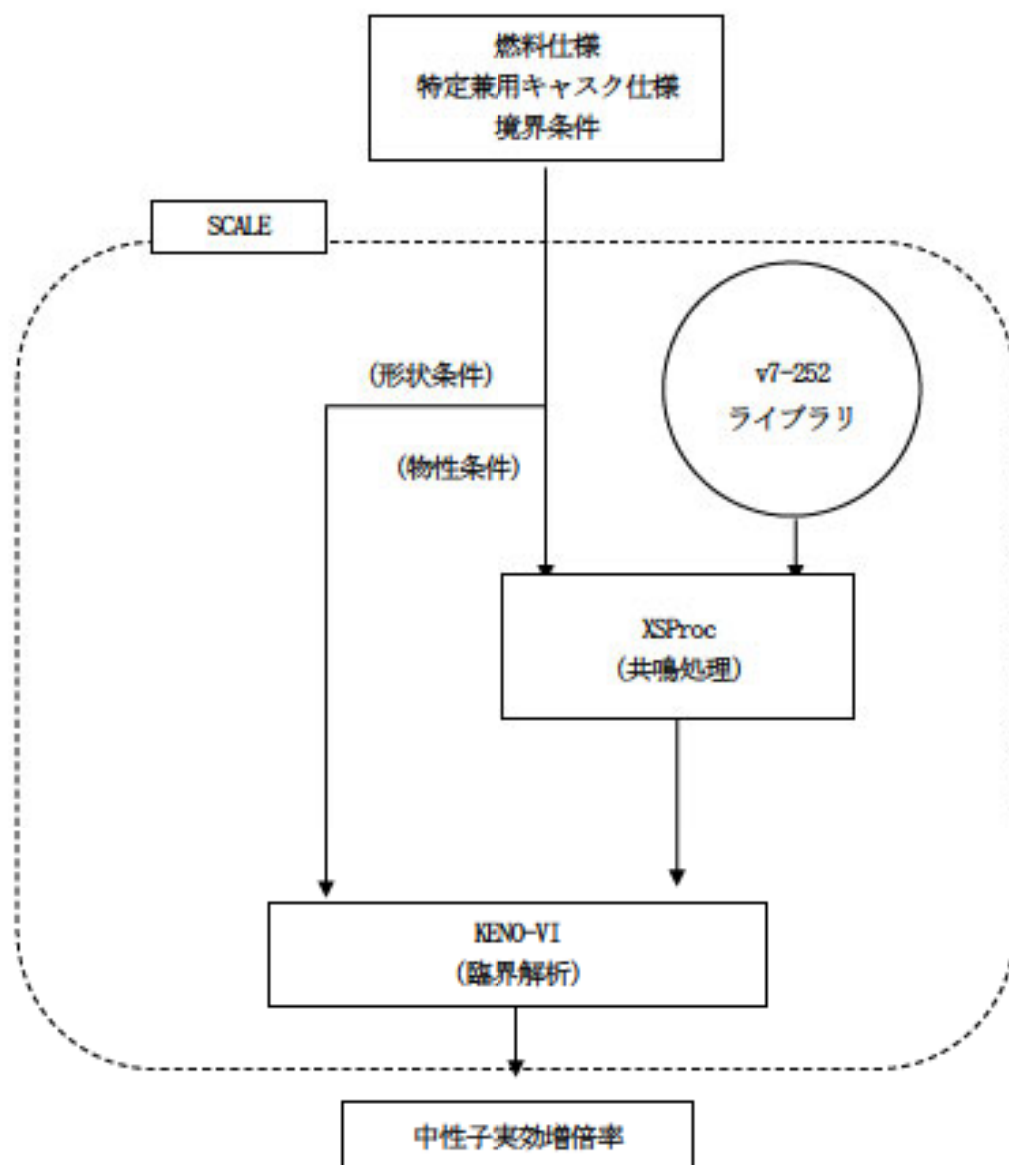 燃料仕様
特定兼用キャスク仕様
境界条件
SCALE
v7-252
ライブラリ
(形状条件)
(物性条件)
XSProc
(共鳴処理)
KENO-VI
(臨界解析)
中性子実効増倍率